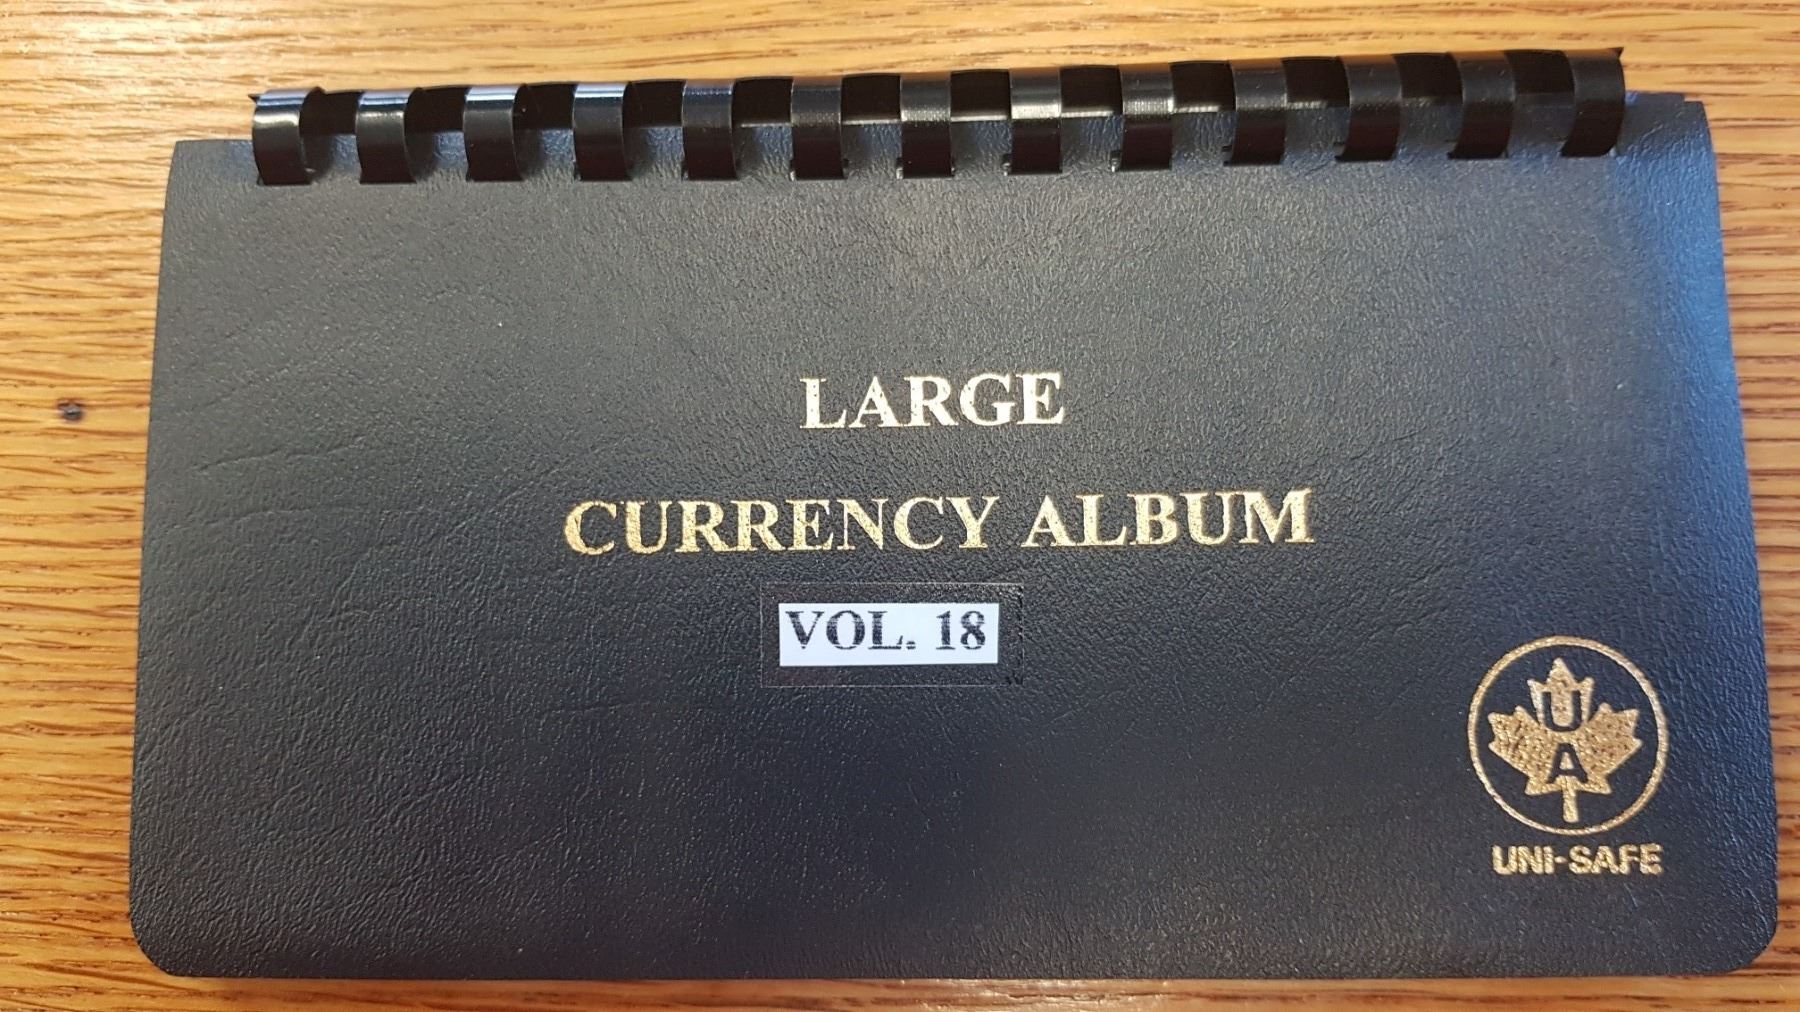 LARGE
CURRENCY ALBUM
VOL. 18
U
A
UNI-SAFE